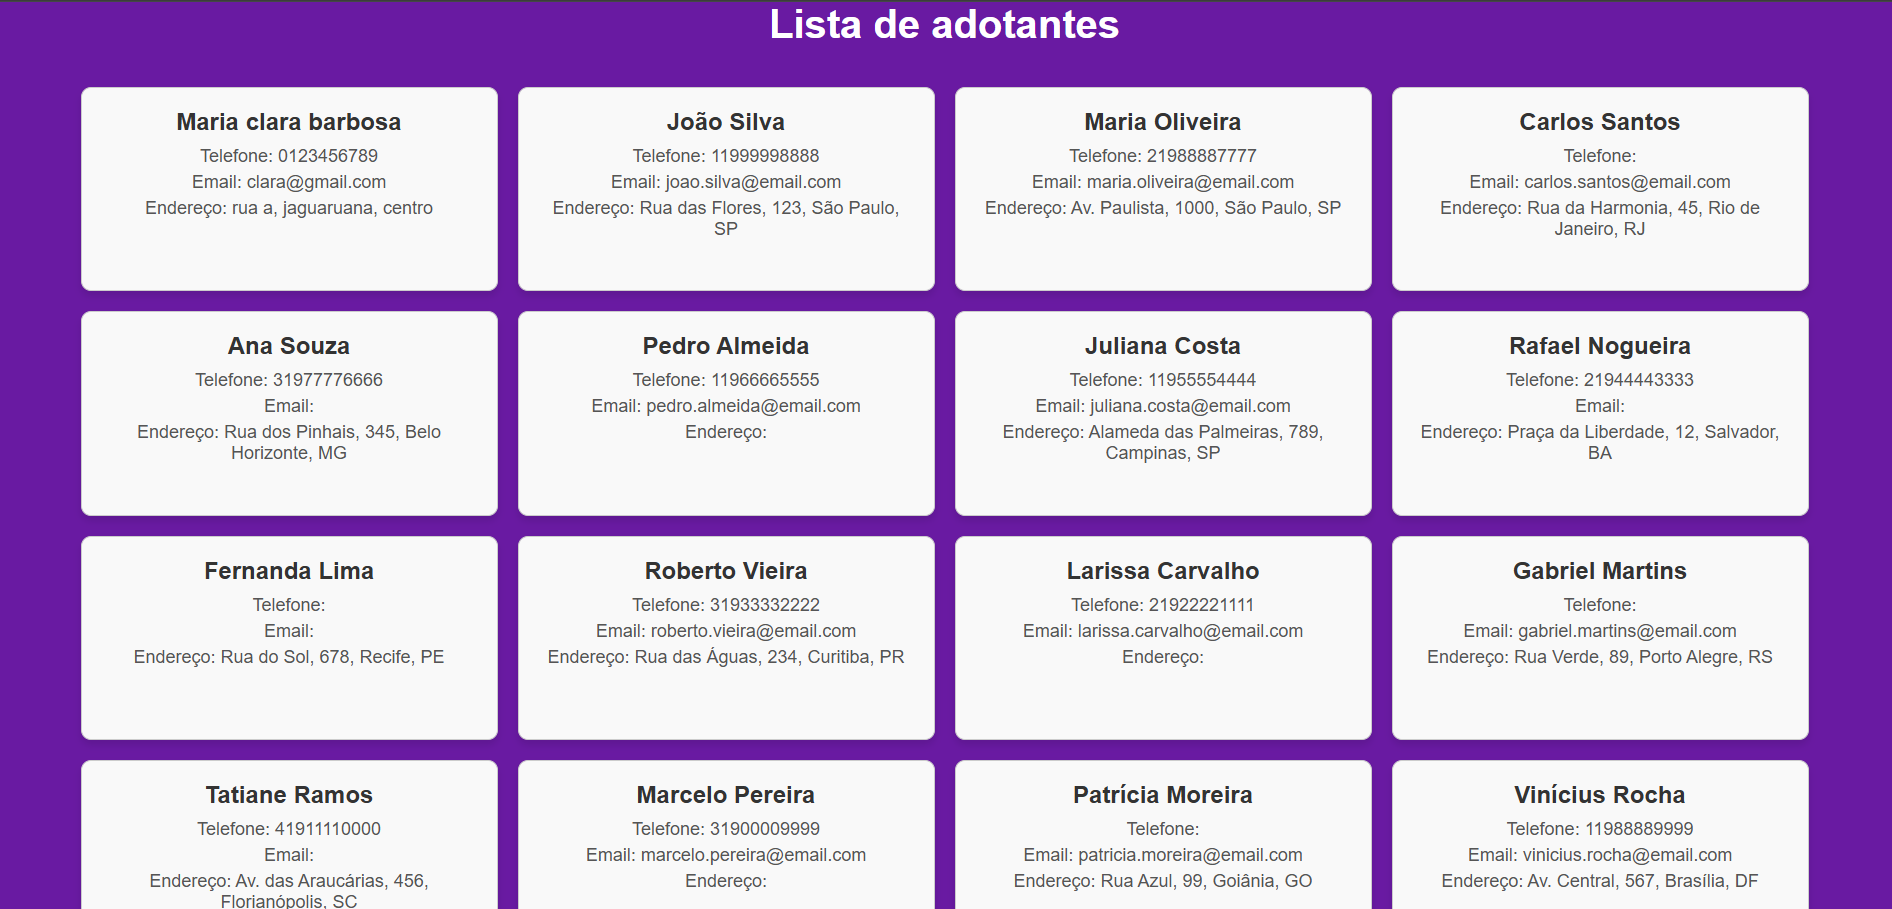 Lista de adotantes
Maria clara barbosa
Telefone: 0123456789
Email: clara@gmail.com
Endereço: rua a, jaguaruana, centro
João Silva
Telefone: 11999998888
Email: joao.silva@email.com
Endereço: Rua das Flores, 123, São Paulo,
SP
Maria Oliveira
Telefone: 21988887777
Email: maria.oliveira@email.com
Endereço: Av. Paulista, 1000, São Paulo, SP
Carlos Santos
Telefone:
Email: carlos.santos@email.com
Endereço: Rua da Harmonia, 45, Rio de
Janeiro, RJ
Ana Souza
Telefone: 31977776666
Email:
Endereço: Rua dos Pinhais, 345, Belo
Horizonte, MG
Pedro Almeida
Telefone: 11966665555
Email: pedro.almeida@email.com
Endereço:
Juliana Costa
Telefone: 11955554444
Email: juliana.costa@email.com
Endereço: Alameda das Palmeiras, 789,
Campinas, SP
Rafael Nogueira
Telefone: 21944443333
Email:
Endereço: Praça da Liberdade, 12, Salvador,
BA
Fernanda Lima
Telefone:
Email:
Endereço: Rua do Sol, 678, Recife, PE
Roberto Vieira
Telefone: 31933332222
Email: roberto.vieira@email.com
Endereço: Rua das Águas, 234, Curitiba, PR
Larissa Carvalho
Telefone: 21922221111
Email: larissa.carvalho@email.com
Endereço:
Gabriel Martins
Telefone:
Email: gabriel.martins@email.com
Endereço: Rua Verde, 89, Porto Alegre, RS
Tatiane Ramos
Telefone: 41911110000
Email:
Endereço: Av. das Araucárias, 456,
Florianópolis, SC
Marcelo Pereira
Telefone: 31900009999
Email: marcelo.pereira@email.com
Endereço:
Patrícia Moreira
Telefone:
Email: patricia.moreira@email.com
Endereço: Rua Azul, 99, Goiânia, GO
Vinícius Rocha
Telefone: 11988889999
Email: vinicius.rocha@email.com
Endereço: Av. Central, 567, Brasília, DF